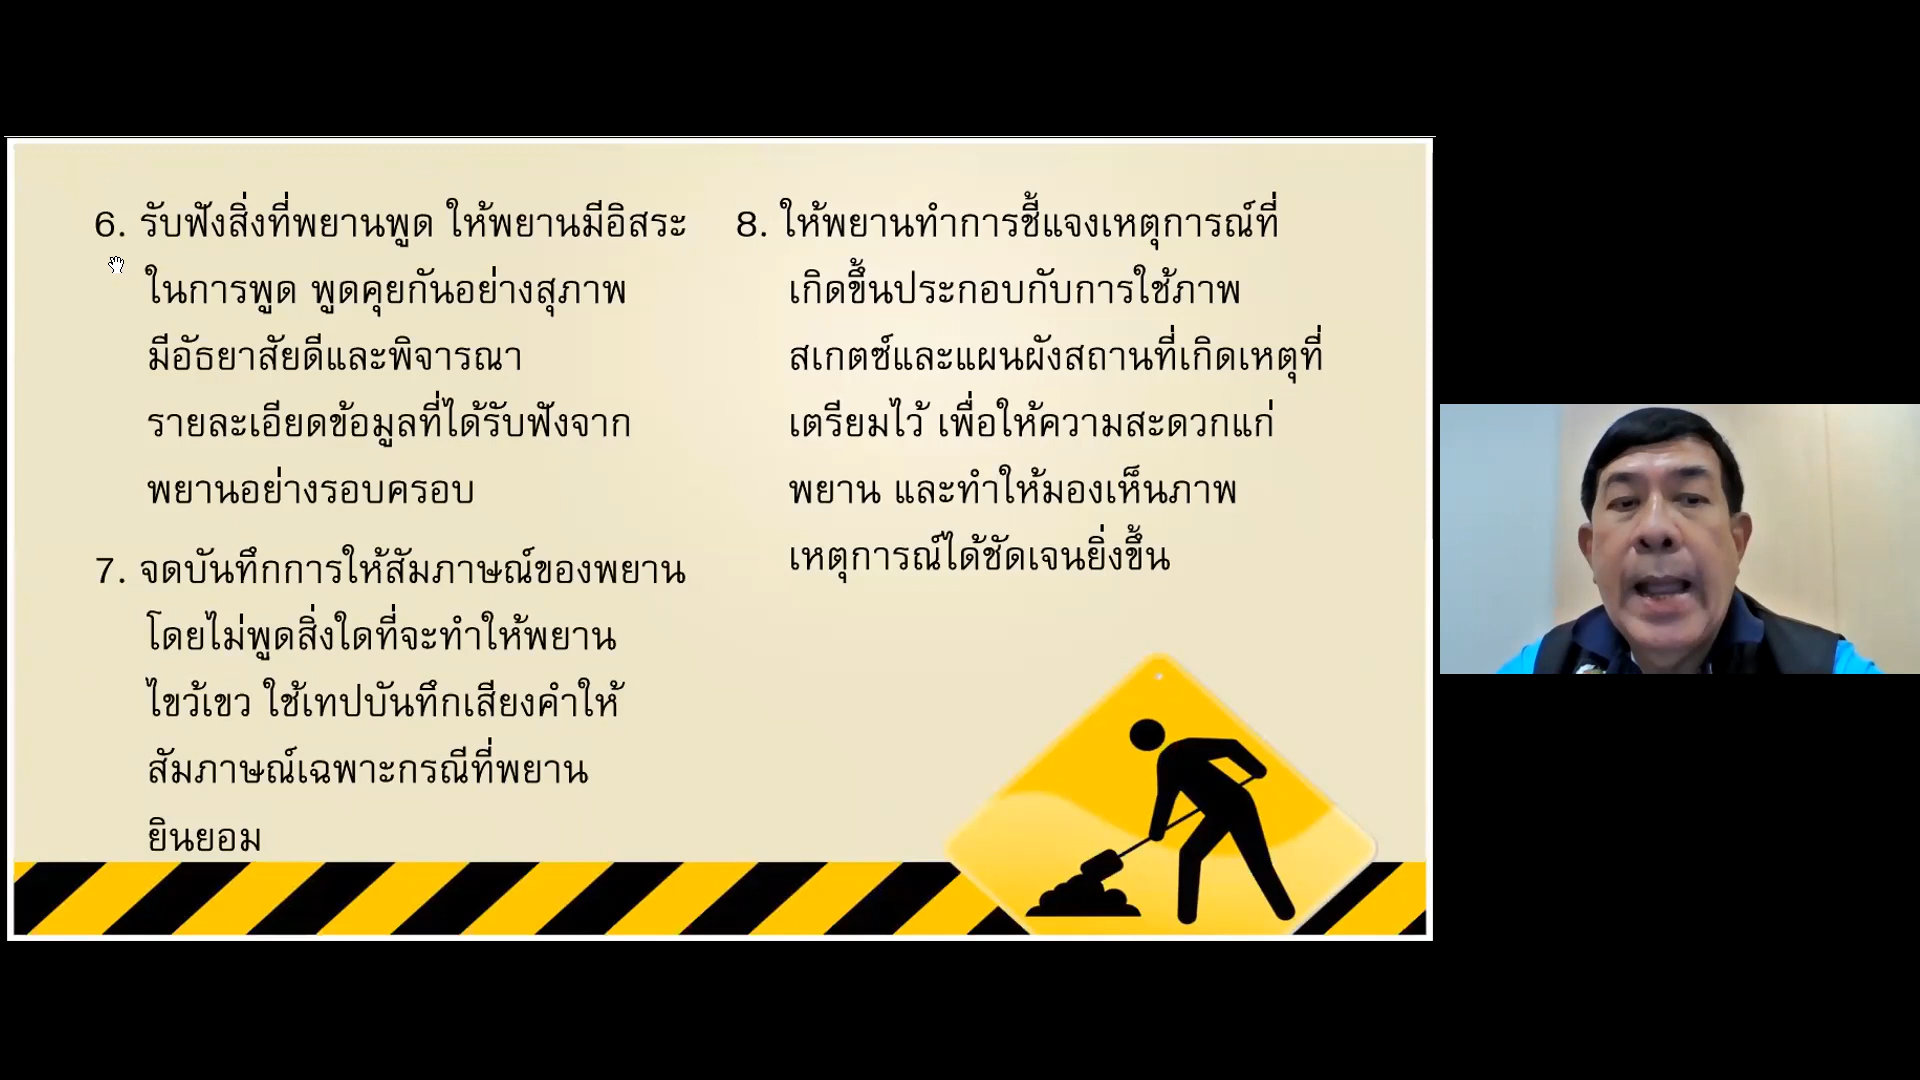 6. รับฟังสิ่งที่พยานพูด ให้พยานมีอิสระ
ในการพูด พูดคุยกันอย่างสุภาพ
มีอัธยาสัยดีและพิจารณา
รายละเอียดข้อมูลที่ได้รับฟังจาก
พยานอย่างรอบครอบ
7. จดบันทึกการให้สัมภาษณ์ของพยาน
โดยไม่พูดสิ่งใดที่จะทำให้พยาน
ไขว้เขว ใช้เทปบันทึกเสียงคำให้
สัมภาษณ์เฉพาะกรณีที่พยาน
ยินยอม
8. ให้พยานทำการชี้แจงเหตุการณ์ที่
เกิดขึ้นประกอบกับการใช้ภาพ
สเกตซ์และแผนผังสถานที่เกิดเหตุที่
เตรียมไว้ เพื่อให้ความสะดวกแก่
พยาน และทำให้มองเห็นภาพ
เหตุการณ์ได้ชัดเจนยิ่งขึ้น